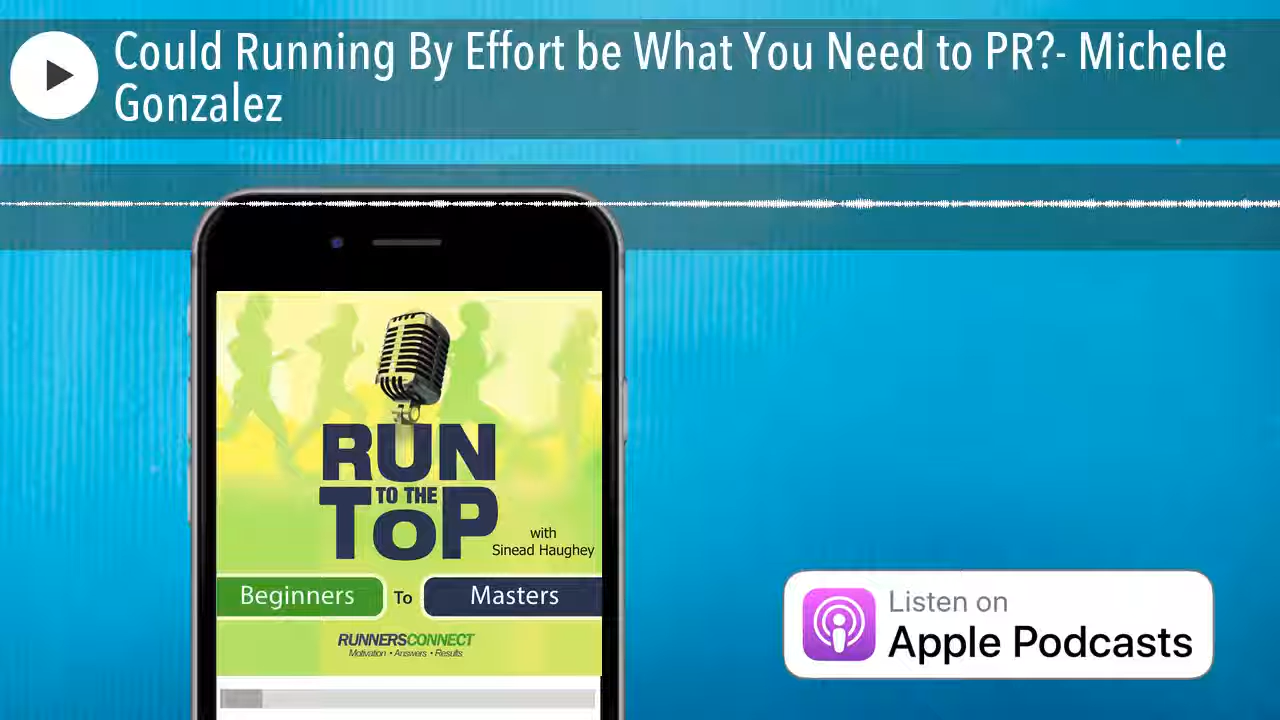 Could Running By Effort be What You Need to PR?- Michele
Gonzalez
RUN
TO THE
TOP
with
Sinead Haughey
Beginners To Masters
RUNNERSCONNECT
Motivation • Answers • Results
Listen on
Apple Podcasts